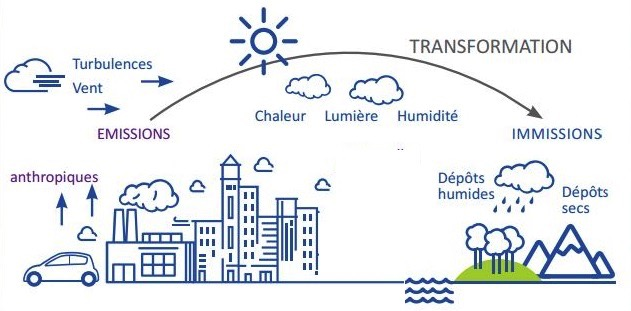 TRANSFORMATION
Turbulences
Vent
Chaleur Lumière Humidité
EMISSIONS
IMMISSIONS
anthropiques
Dépôts
humides
Dépôts
secs